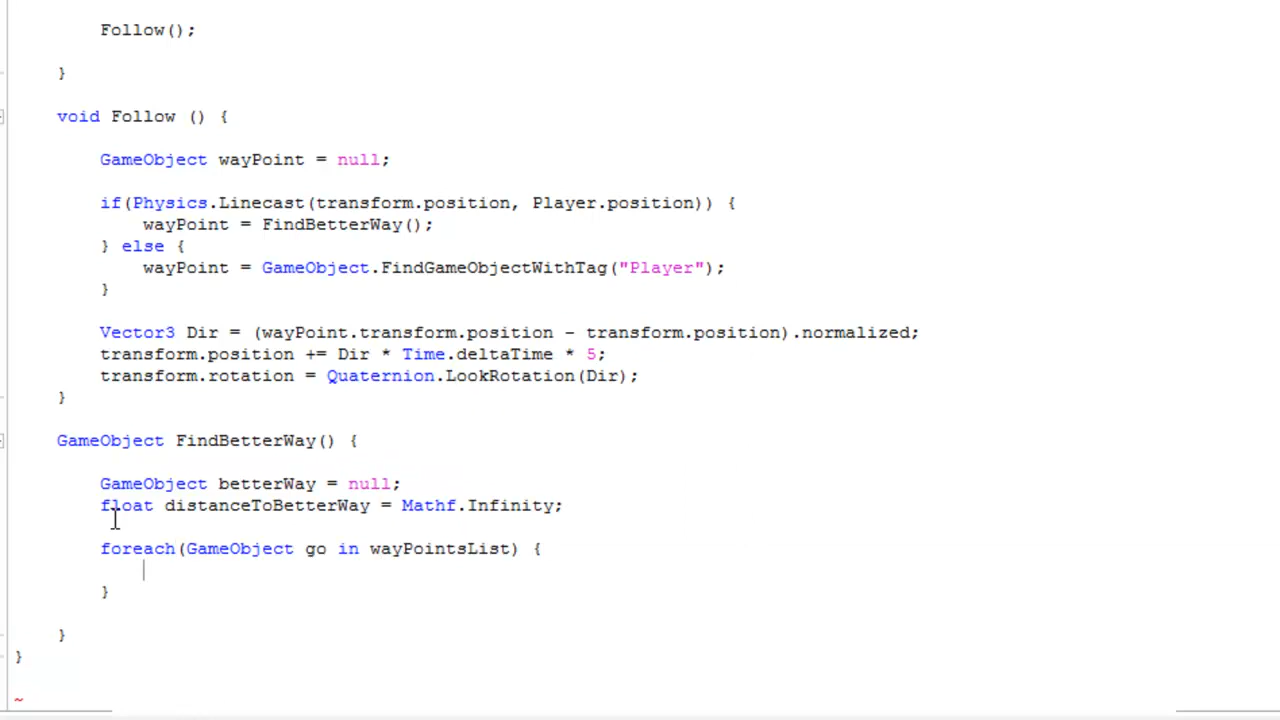 Follow();
}
void Follow () {
GameObject wayPoint = null;
if(Physics.Linecast(transform.position, Player.position)) {
wayPoint = FindBetterWay();
} else {
wayPoint = GameObject.FindGameObjectWithTag("Player");
}
Vector3 Dir = (wayPoint.transform.position - transform.position).normalized;
transform.position += Dir * Time.deltaTime * 5;
transform.rotation = Quaternion.LookRotation(Dir);
}
GameObject FindBetterWay() {
GameObject betterWay = null;
float distanceToBetterWay = Mathf.Infinity;
foreach(GameObject go in wayPointsList) {
}
}
}
~